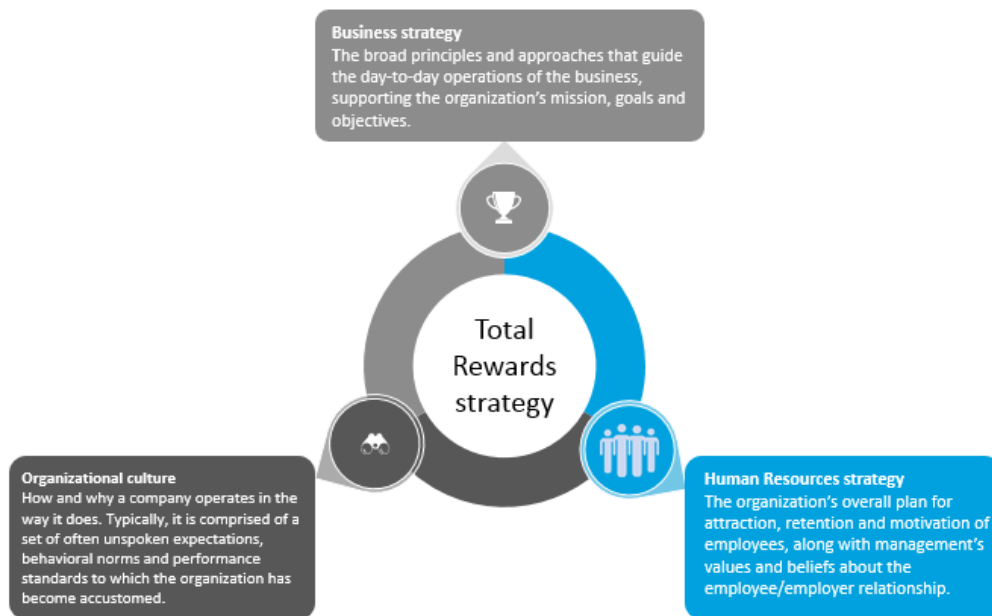 Business strategy
The broad principles and approaches that guide
the day-to-day operations of the business,
supporting the organization's mission, goals and
objectives.
Total
Rewards
strategy
Organizational culture
How and why a company operates in the
way it does. Typically, it is comprised of a
set of often unspoken expectations,
behavioral norms and performance
standards to which the organization has
become accustomed.
Human Resources strategy
The organization's overall plan for
attraction, retention and motivation of
employees, along with management's
values and beliefs about the
employee/employer relationship.